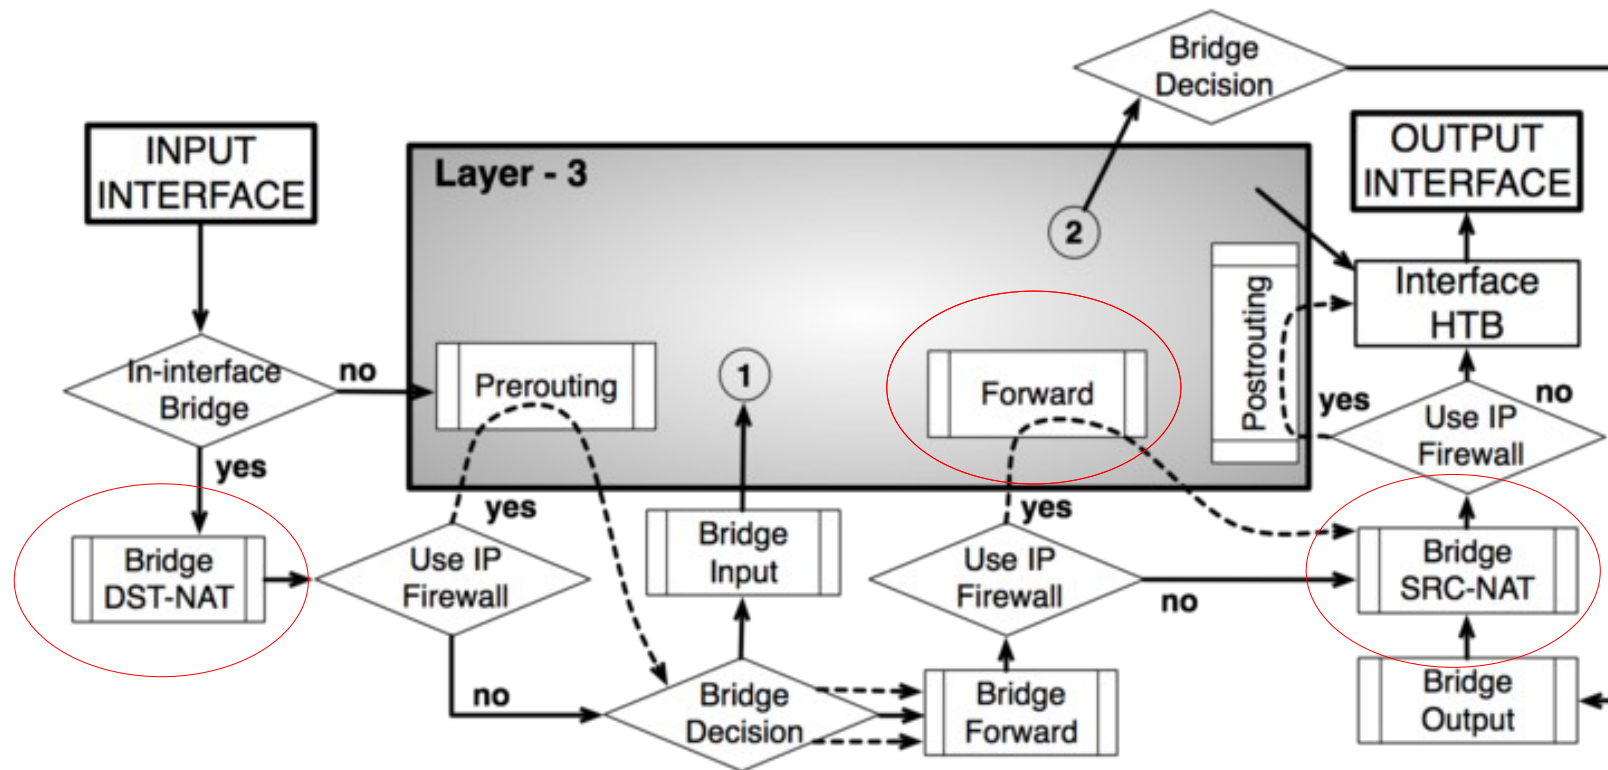 Bridge
Decision
INPUT
INTERFACE
Layer - 3
OUTPUT
INTERFACE
2
Interface
HTB
Postrouting
In-interface
Bridge
no
Prerouting
1
Forward
yes
no
Use IP
Firewall
yes
yes
yes
Bridge
DST-NAT
Use IP
Firewall
Bridge
Input
Use IP
Firewall
no
Bridge
SRC-NAT
no
Bridge
Decision
Bridge
Forward
Bridge
Output